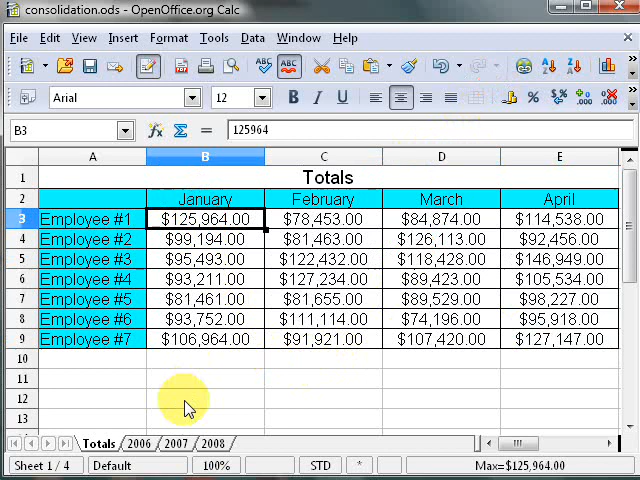 consolidation.ods - OpenOffice.org Calc
File Edit View Insert Format Tools Data Window Help
ABC ABC
Arial 12 B I U
B3 125964
A B C D E
1 Totals
2 January February March April
3 Employee #1 $125,964.00 $78,453.00 $84,874.00 $114,538.00
4 Employee #2 $99,194.00 $81,463.00 $126,113.00 $92,456.00
5 Employee #3 $95,493.00 $122,432.00 $118,428.00 $146,949.00
6 Employee #4 $93,211.00 $127,234.00 $89,423.00 $105,534.00
7 Employee #5 $81,461.00 $81,655.00 $89,529.00 $98,227.00
8 Employee #6 $93,752.00 $111,114.00 $74,196.00 $95,918.00
9 Employee #7 $106,964.00 $91,921.00 $107,420.00 $127,147.00
10
11
12
13
Totals 2006 2007 2008
Sheet 1 / 4 Default 100% STD * Max=$125,964.00